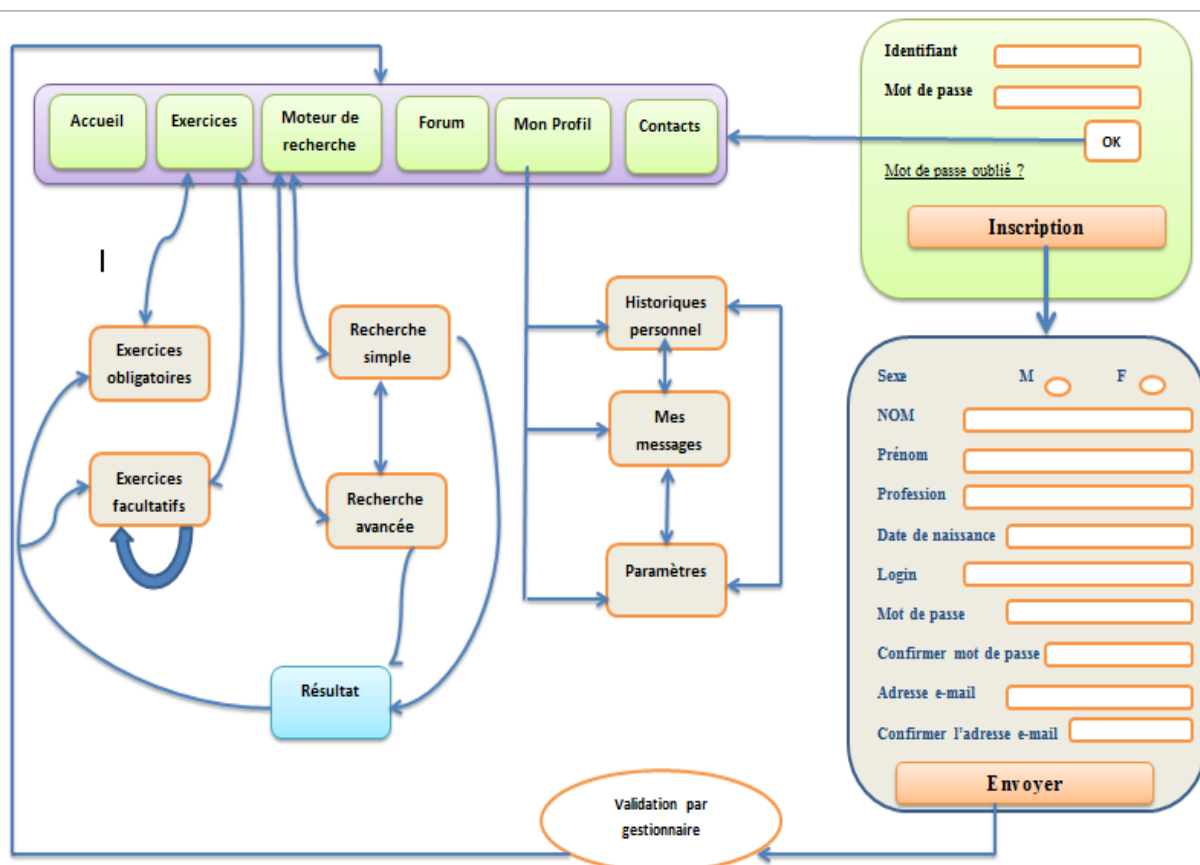 Identifiant
Mot de passe
OK
Mot de passe oublié ?
Inscription
Accueil
Exercices
Moteur de
recherche
Forum
Mon Profil
Contacts
Exercices
obligatoires
Exercices
facultatifs
Recherche
simple
Recherche
avancée
Résultat
Historiques
personnel
Mes
messages
Paramètres
Sexe M F
NOM
Prénom
Profession
Date de naissance
Login
Mot de passe
Confirmer mot de passe
Adresse e-mail
Confirmer l'adresse e-mail
Envoyer
Validation par
gestionnaire